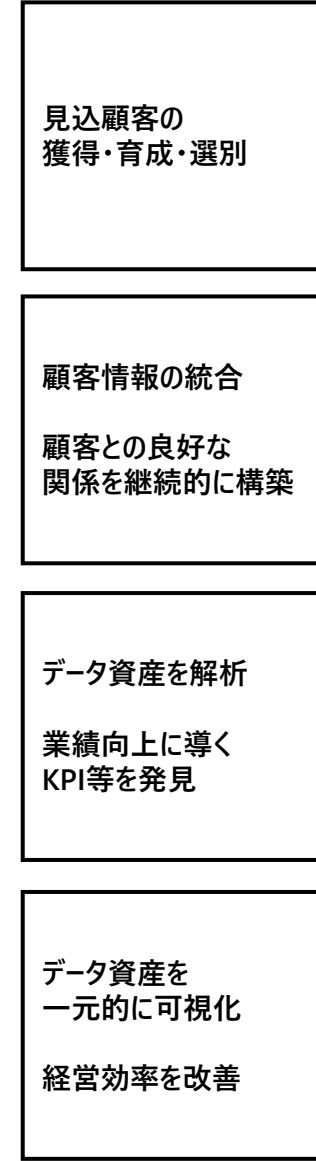 見込顧客の
獲得・育成・選別
顧客情報の統合
顧客との良好な
関係を継続的に構築
データ資産を解析
業績向上に導く
KPI等を発見
データ資産を
一元的に可視化
経営効率を改善